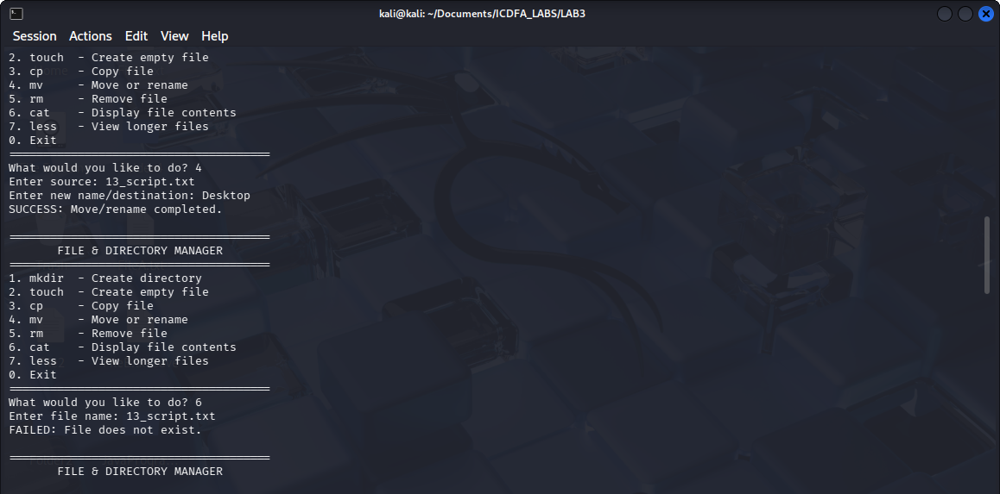 kali@kali: ~/Documents/ICDFA_LABS/LAB3
Session Actions Edit View Help
2. touch - Create empty file
3. cp - Copy file
4. mv - Move or rename
5. rm - Remove file
6. cat - Display file contents
7. less - View longer files
0. Exit
======================================
What would you like to do? 4
Enter source: 13_script.txt
Enter new name/destination: Desktop
SUCCESS: Move/rename completed.
======================================
FILE & DIRECTORY MANAGER
======================================
1. mkdir - Create directory
2. touch - Create empty file
3. cp - Copy file
4. mv - Move or rename
5. rm - Remove file
6. cat - Display file contents
7. less - View longer files
0. Exit
======================================
What would you like to do? 6
Enter file name: 13_script.txt
FAILED: File does not exist.
======================================
FILE & DIRECTORY MANAGER